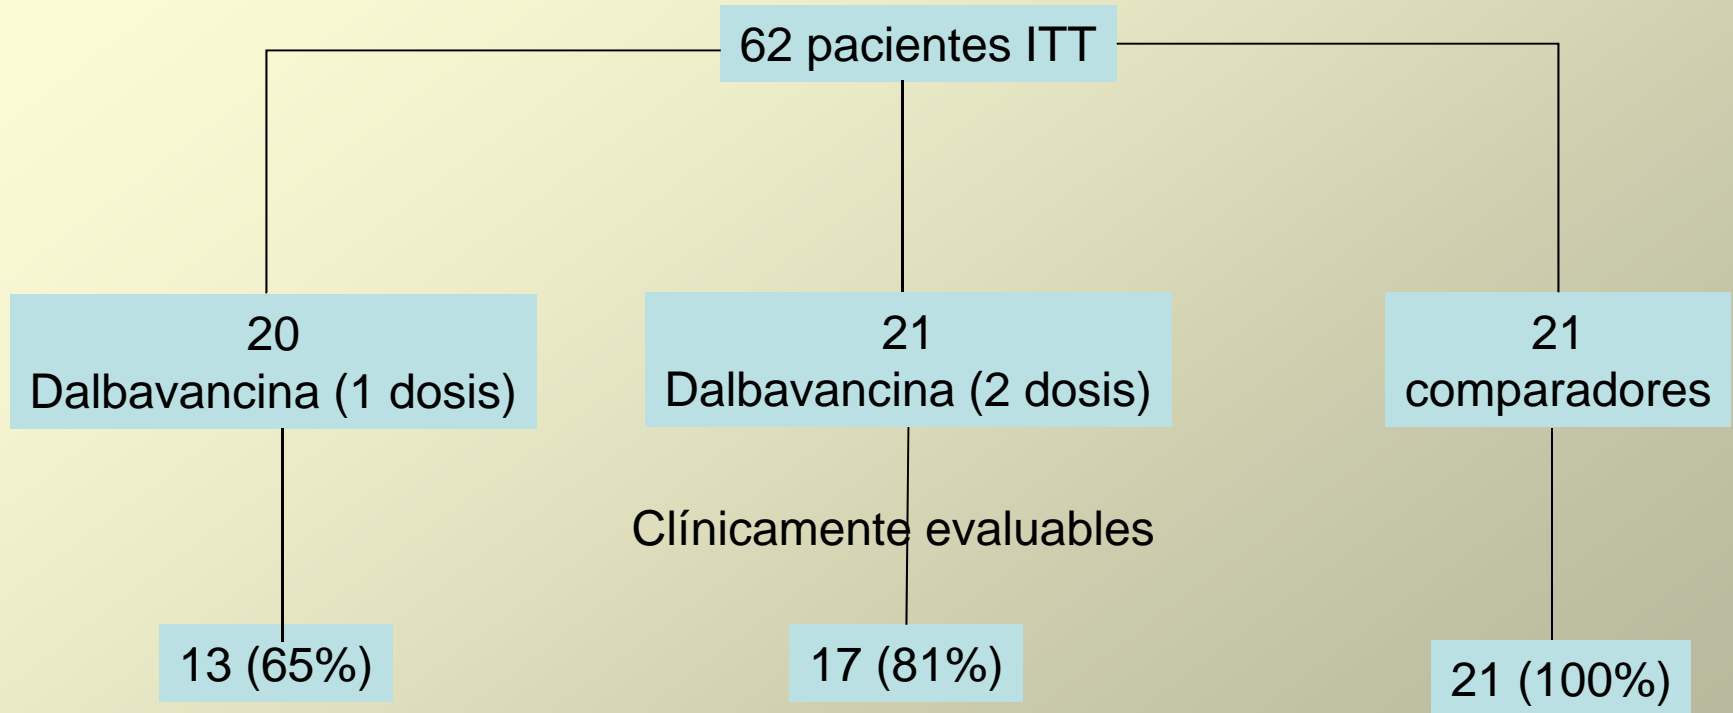 62 pacientes ITT
20
Dalbavancina (1 dosis)
21
Dalbavancina (2 dosis)
21
comparadores
Clínicamente evaluables
13 (65%)
17 (81%)
21 (100%)